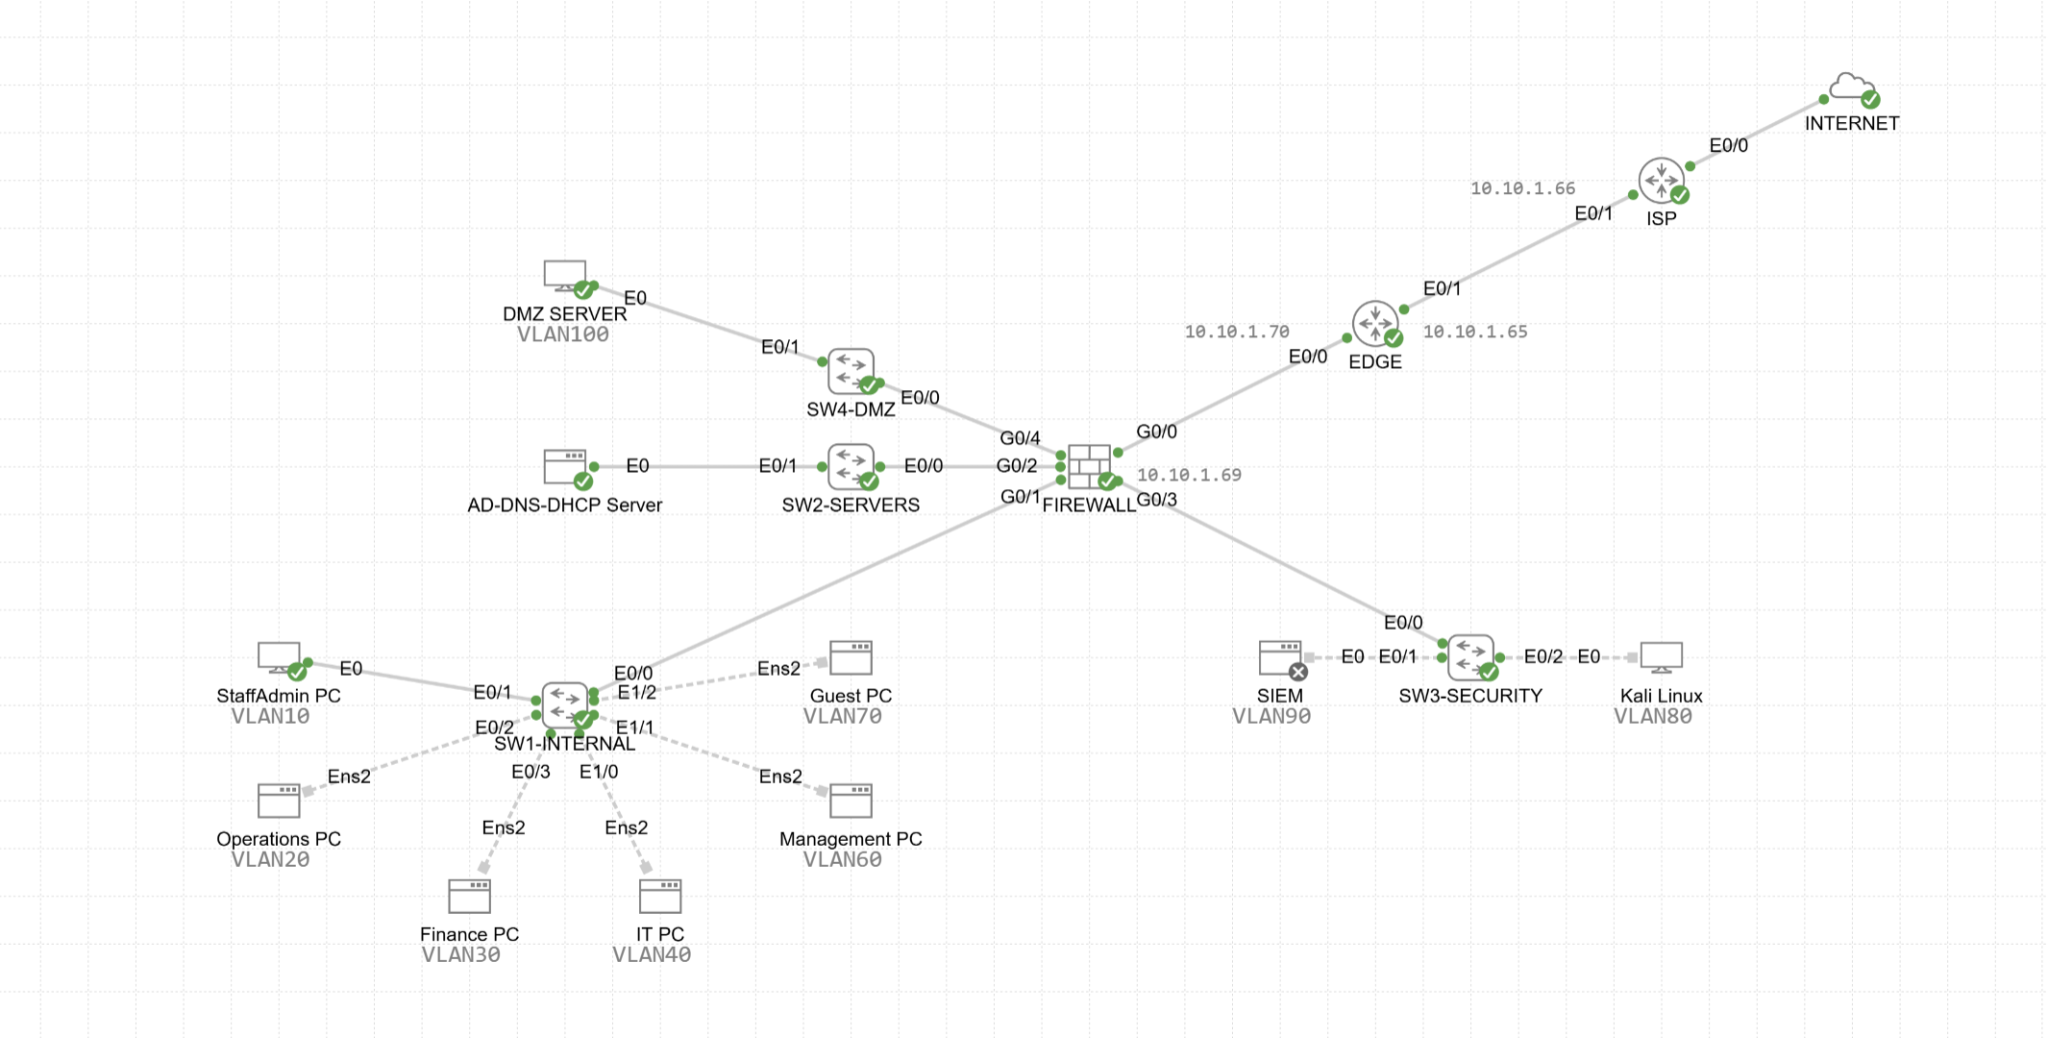 INTERNET
E0/0
10.10.1.66
E0/1
ISP
E0/1
10.10.1.70
10.10.1.65
E0/0
EDGE
DMZ SERVER
VLAN100
E0
E0/1
SW4-DMZ
E0/0
G0/4
G0/0
AD-DNS-DHCP Server
E0
E0/1
SW2-SERVERS
E0/0
G0/2
10.10.1.69
G0/1
FIREWALL
G0/3
StaffAdmin PC
VLAN10
E0
E0/1
E0/0
E1/2
Ens2
Guest PC
VLAN70
E0/2
E1/1
SW1-INTERNAL
E0/3
E1/0
Ens2
Operations PC
VLAN20
Ens2
Management PC
VLAN60
Ens2
Ens2
Finance PC
VLAN30
IT PC
VLAN40
E0/0
SIEM
VLAN90
E0
E0/1
SW3-SECURITY
E0/2
E0
Kali Linux
VLAN80